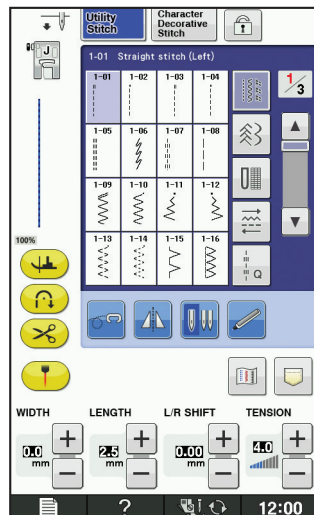 Utility Stitch
Character Decorative Stitch
J
1-01 Straight stitch (Left)
1-01 1-02 1-03 1-04
1/3
1-05 1-06 1-07 1-08
1-09 1-10 1-11 1-12
1-13 1-14 1-15 1-16
Q
100%
WIDTH LENGTH L/R SHIFT TENSION
0.0 mm 2.5 mm 0.00 mm 4.0
+ + + +
− − − −
? 12:00